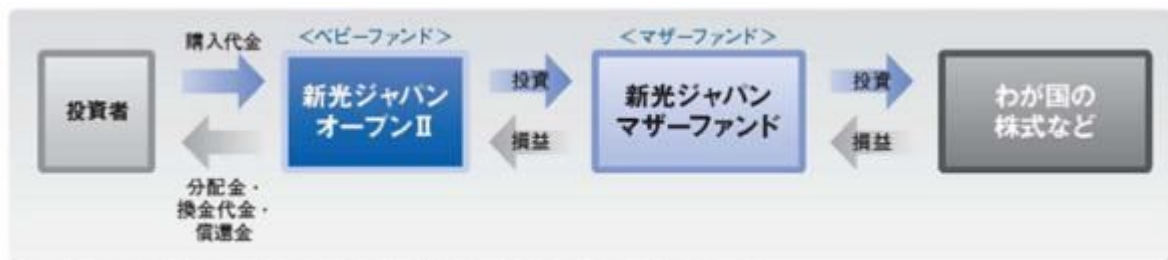 購入代金
<ベビーファンド>
<マザーファンド>
投資者
新光ジャパン
オープンⅡ
投資
損益
新光ジャパン
マザーファンド
投資
損益
わが国の
株式など
分配金・
換金代金・
償還金